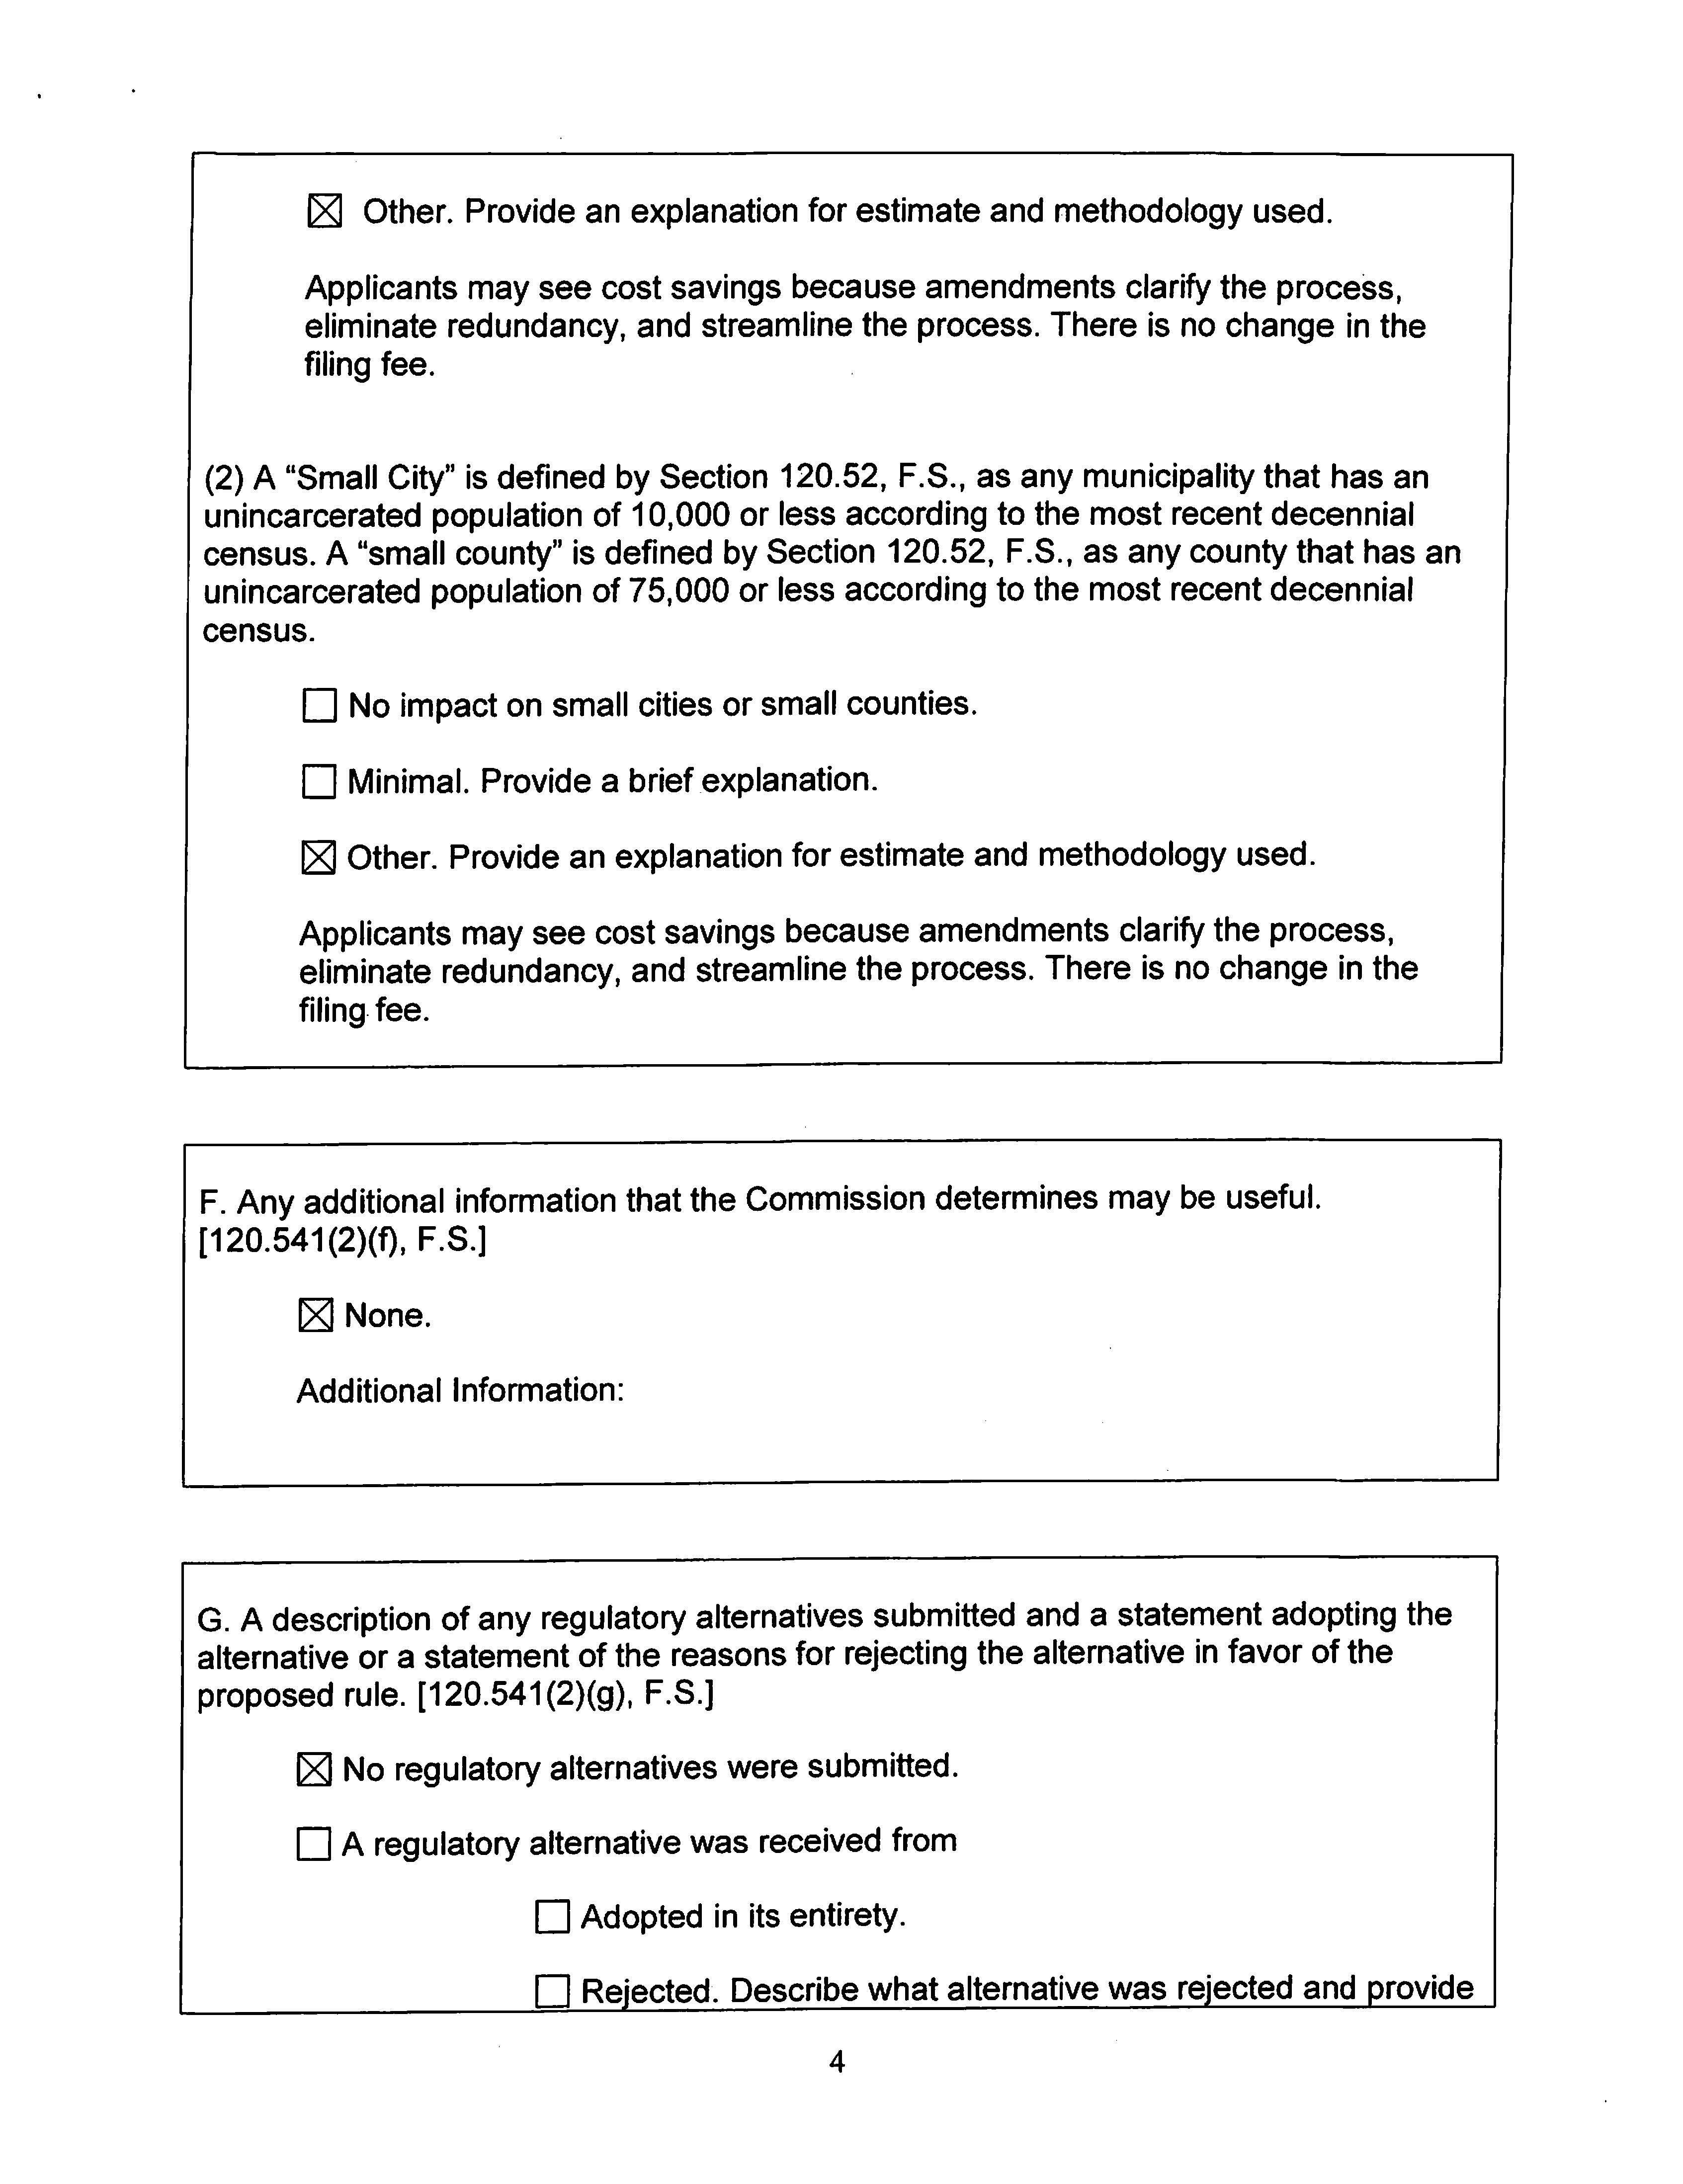 ☒ Other. Provide an explanation for estimate and methodology used.
Applicants may see cost savings because amendments clarify the process,
eliminate redundancy, and streamline the process. There is no change in the
filing fee.
(2) A “Small City” is defined by Section 120.52, F.S., as any municipality that has an
unincarcerated population of 10,000 or less according to the most recent decennial
census. A “small county” is defined by Section 120.52, F.S., as any county that has an
unincarcerated population of 75,000 or less according to the most recent decennial
census.
☐ No impact on small cities or small counties.
☐ Minimal. Provide a brief explanation.
☒ Other. Provide an explanation for estimate and methodology used.
Applicants may see cost savings because amendments clarify the process,
eliminate redundancy, and streamline the process. There is no change in the
filing fee.
F. Any additional information that the Commission determines may be useful.
[120.541(2)(f), F.S.]
☒ None.
Additional Information:
G. A description of any regulatory alternatives submitted and a statement adopting the
alternative or a statement of the reasons for rejecting the alternative in favor of the
proposed rule. [120.541(2)(g), F.S.]
☒ No regulatory alternatives were submitted.
☐ A regulatory alternative was received from
☐ Adopted in its entirety.
☐ Rejected. Describe what alternative was rejected and provide
4